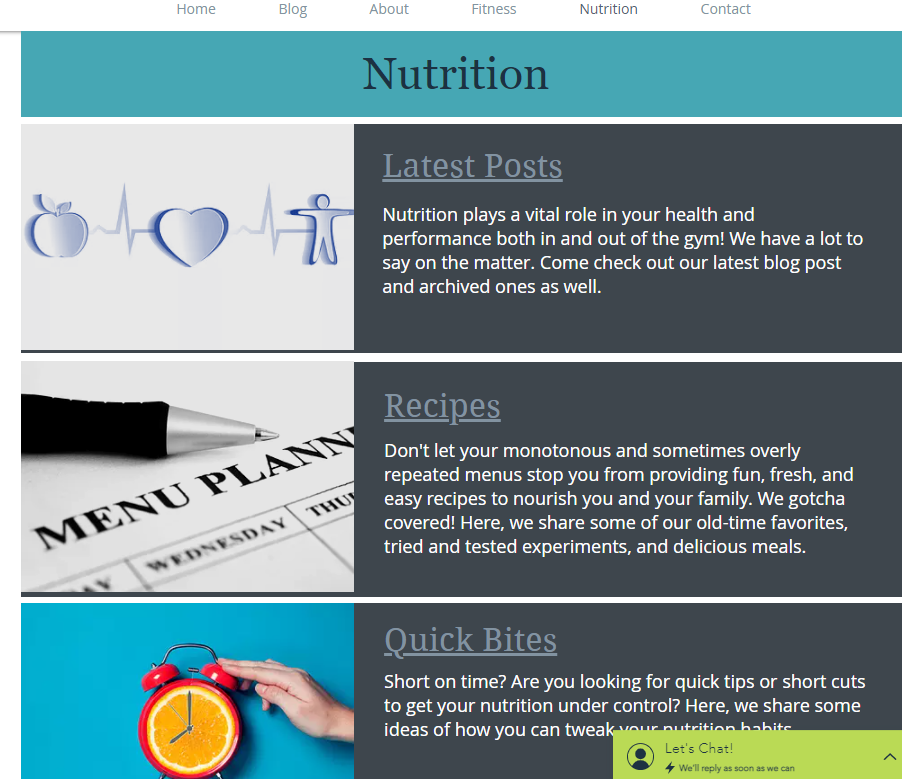 Home Blog About Fitness Nutrition Contact
Nutrition
Latest Posts
Nutrition plays a vital role in your health and
performance both in and out of the gym! We have a lot to
say on the matter. Come check out our latest blog post
and archived ones as well.
MENU PLANN
WEDNESDAY
THU
AY
Recipes
Don't let your monotonous and sometimes overly
repeated menus stop you from providing fun, fresh, and
easy recipes to nourish you and your family. We gotcha
covered! Here, we share some of our old-time favorites,
tried and tested experiments, and delicious meals.
Quick Bites
Short on time? Are you looking for quick tips or short cuts
to get your nutrition under control? Here, we share some
ideas of how you can tweak your nutrition habits
Let's Chat!
We'll reply as soon as we can